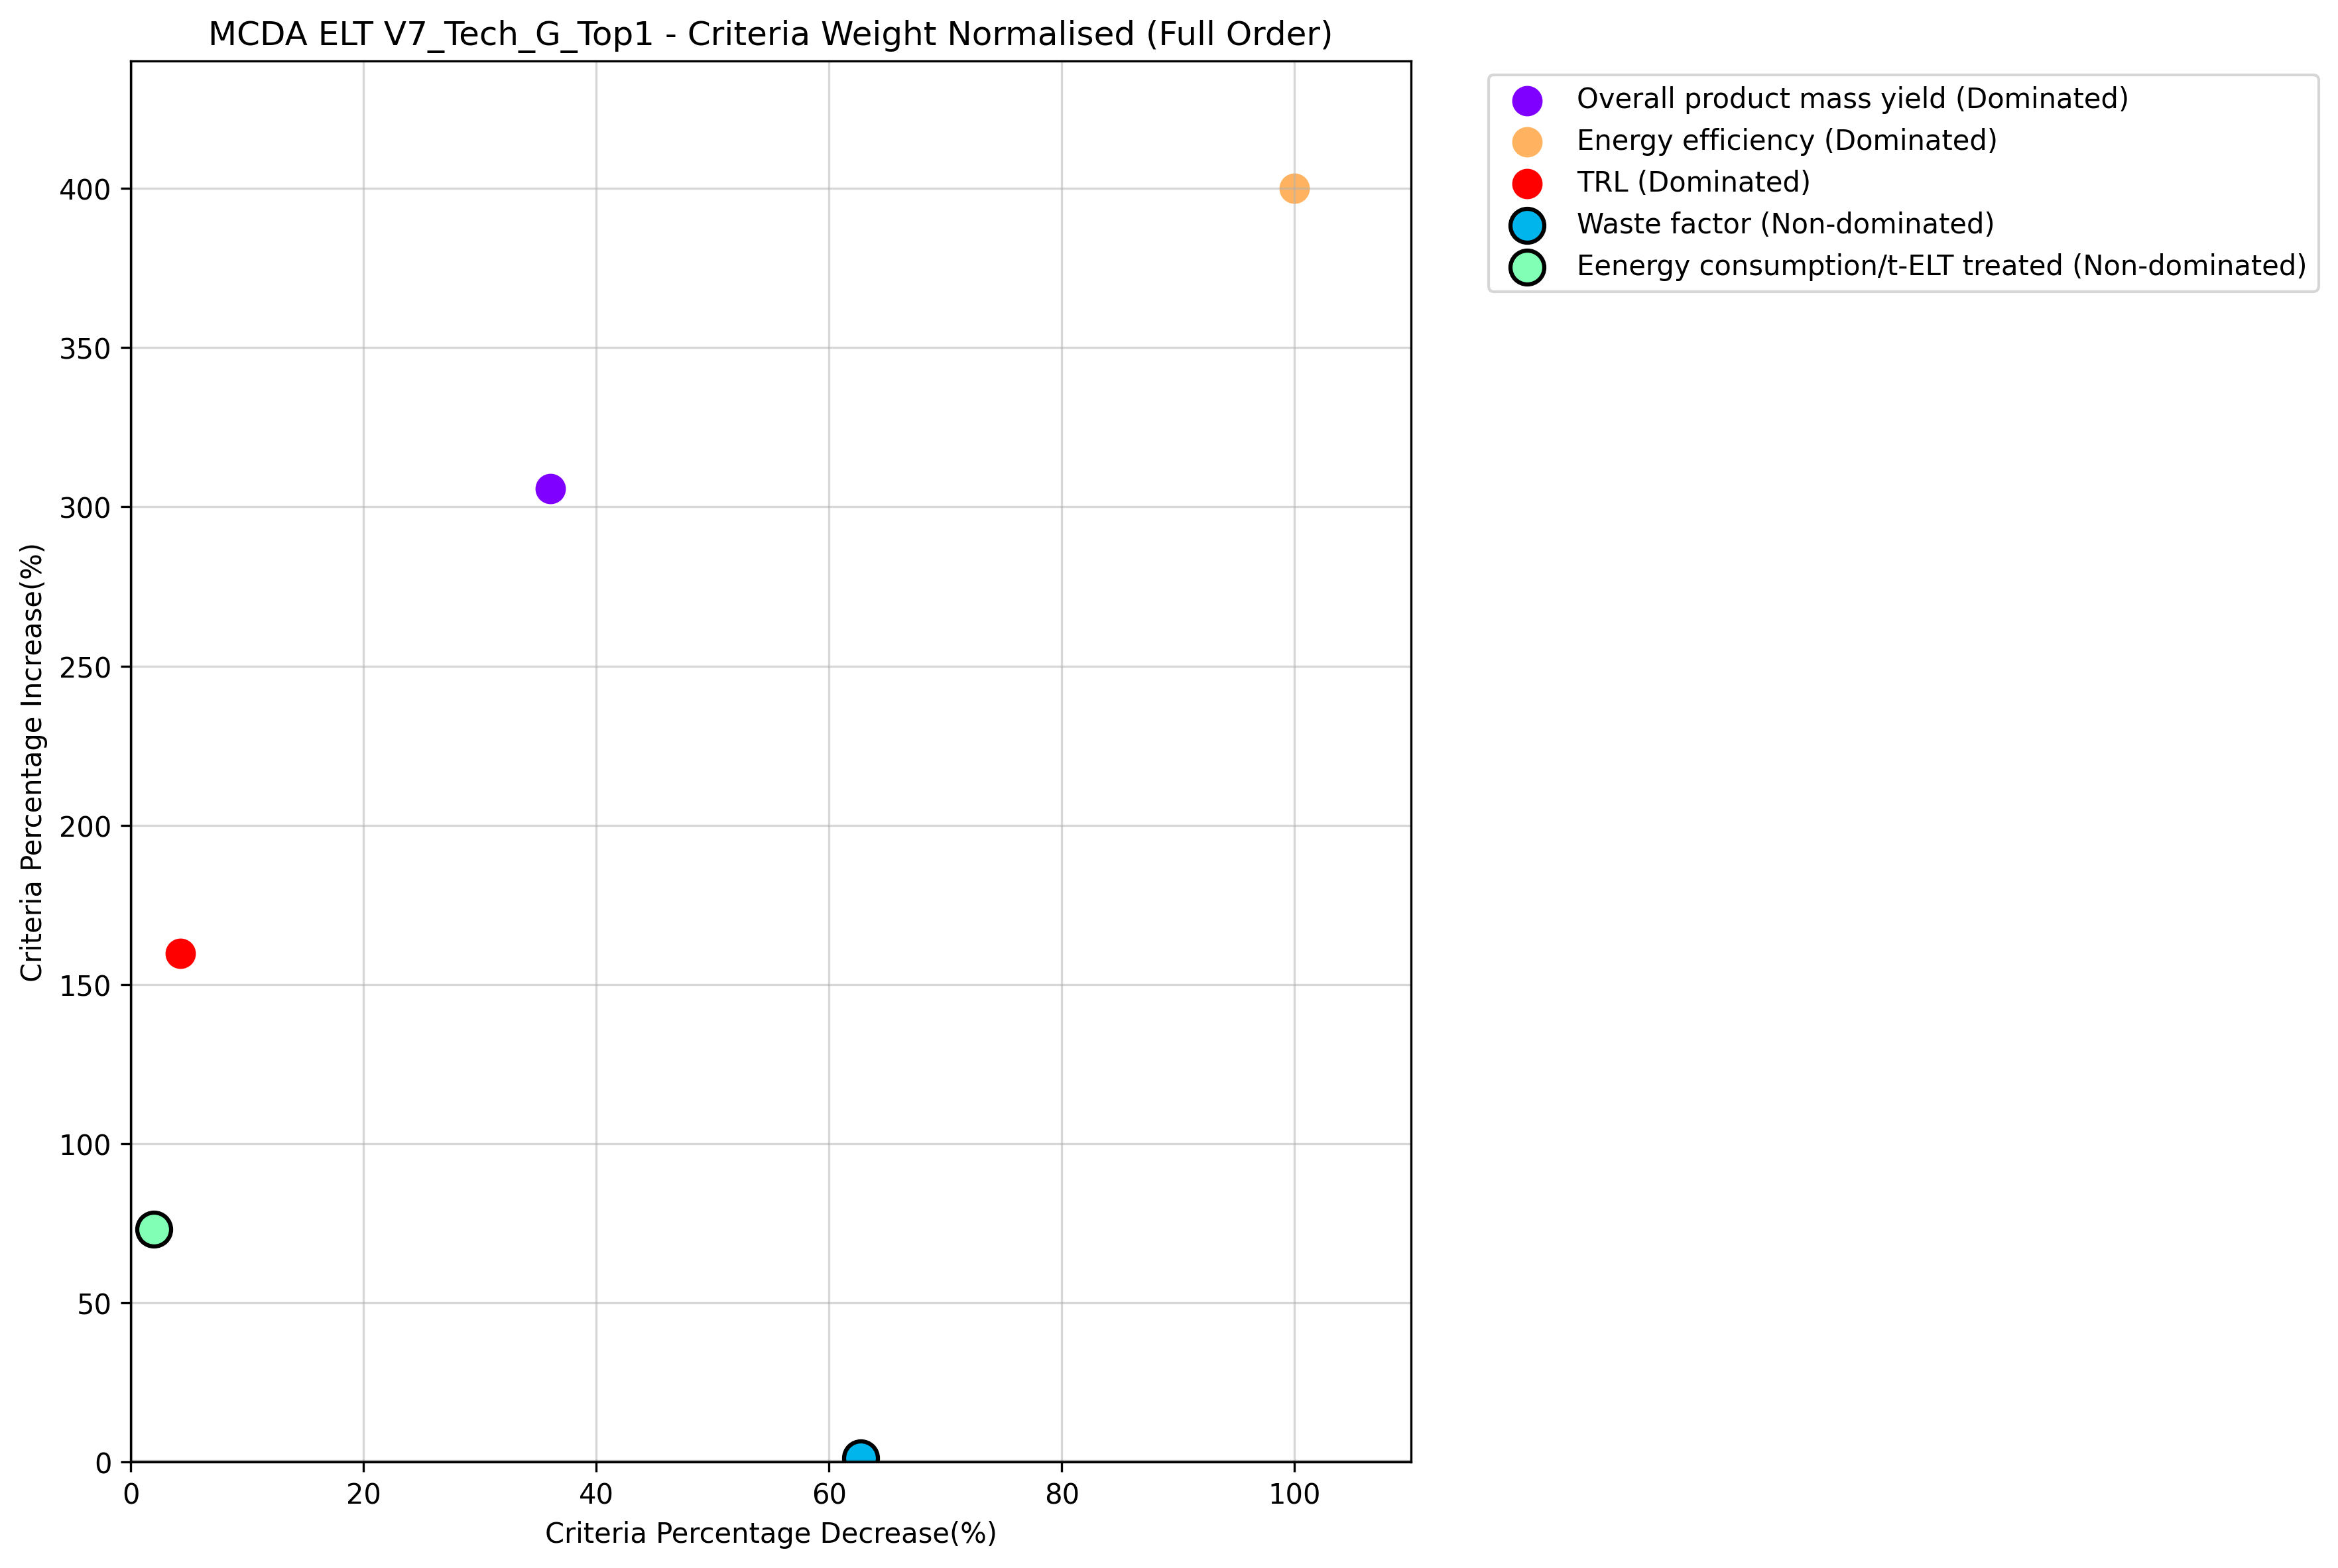 MCDA ELT V7_Tech_G_Top1 - Criteria Weight Normalised (Full Order)
Overall product mass yield (Dominated)
Energy efficiency (Dominated)
TRL (Dominated)
Waste factor (Non-dominated)
Eenergy consumption/t-ELT treated (Non-dominated)
Criteria Percentage Increase(%)
400
350
300
250
200
150
100
50
0
0 20 40 60 80 100
Criteria Percentage Decrease(%)